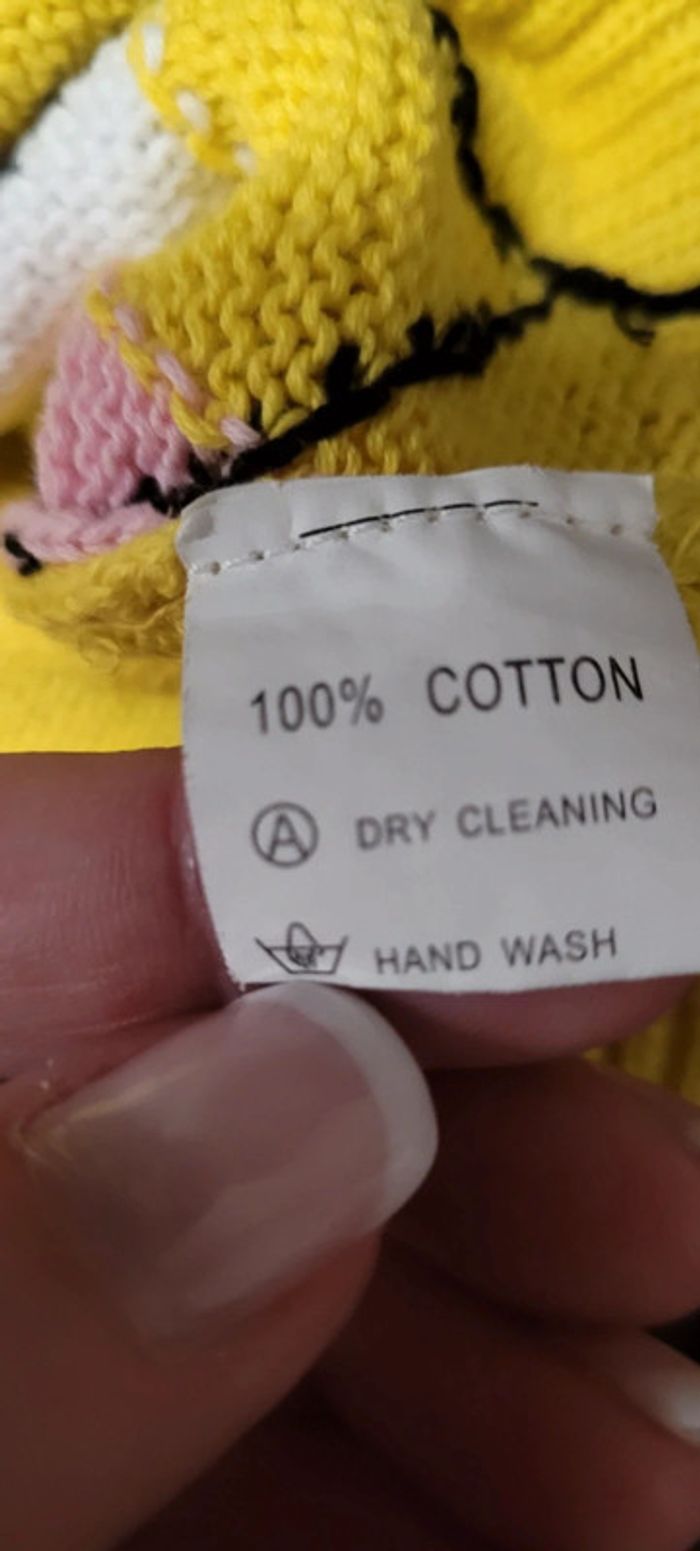 100% COTTON
Ⓐ DRY CLEANING
HAND WASH